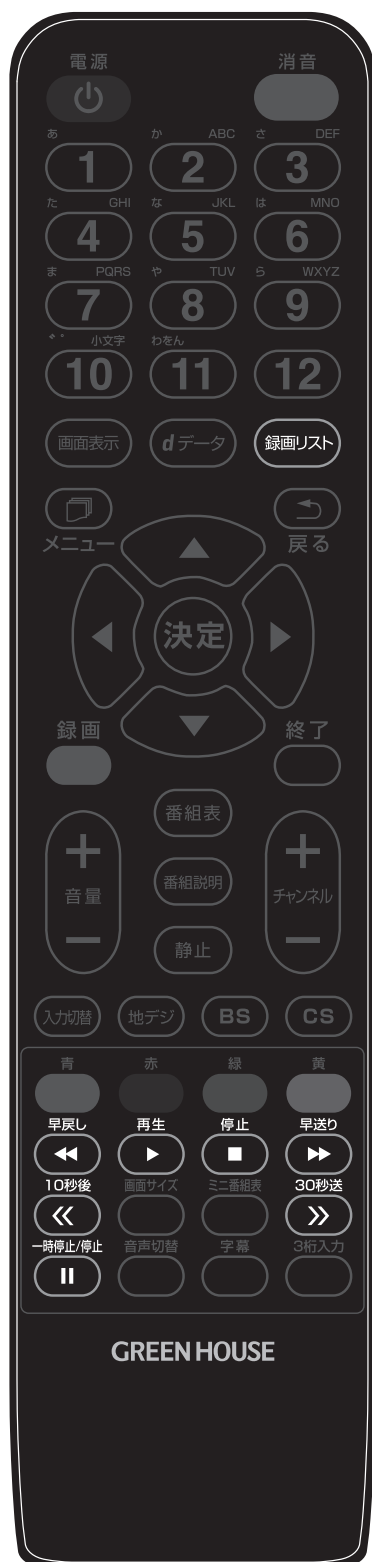 電源 消音
あ か ABC さ DEF
1 2 3
た GHI な JKL は MNO
4 5 6
ま PQRS や TUV ら WXYZ
7 8 9
゛゜ 小文字 わをん
10 11 12
画面表示 dデータ 録画リスト
メニュー 戻る
決定
録画 終了
番組表
+ +
音量 番組説明 チャンネル
- 静止 -
入力切替 地デジ BS CS
青 赤 緑 黄
早戻し 再生 停止 早送り
10秒後 画面サイズ ミニ番組表 30秒送
一時停止/停止 音声切替 字幕 3桁入力
GREEN HOUSE